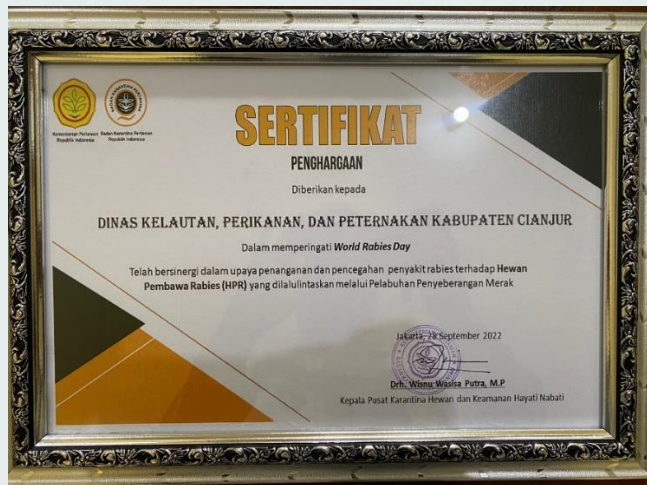 Kementerian Pertanian
Republik Indonesia
Badan Karantina Pertanian
Republik Indonesia
SERTIFIKAT
PENGHARGAAN
Diberikan kepada
DINAS KELAUTAN, PERIKANAN, DAN PETERNAKAN KABUPATEN CIANJUR
Dalam memperingati World Rabies Day
Telah bersinergi dalam upaya penanganan dan pencegahan penyakit rabies terhadap Hewan
Pembawa Rabies (HPR) yang dilalulintaskan melalui Pelabuhan Penyeberangan Merak
Jakarta, 28 September 2022
Drh. Wisnu Wasisa Putra, M.P
Kepala Pusat Karantina Hewan dan Keamanan Hayati Nabati